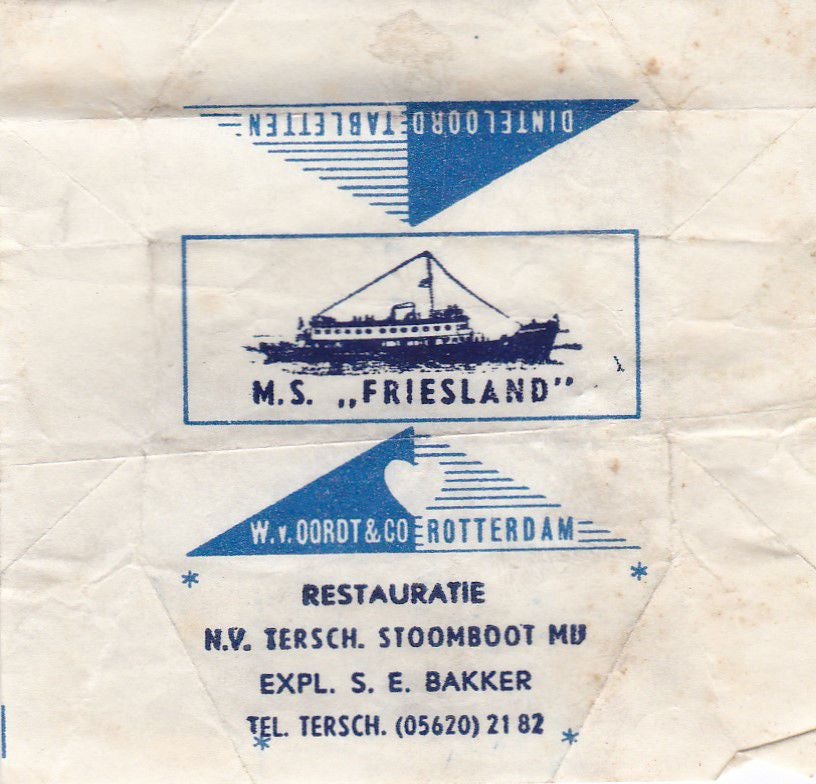 DINTELOORD TABLETTEN
M.S. „FRIESLAND”
W. v. OORDT & CO ROTTERDAM
RESTAURATIE
N.V. TERSCH. STOOMBOOT MIJ
EXPL. S. E. BAKKER
TEL. TERSCH. (05620) 21 82